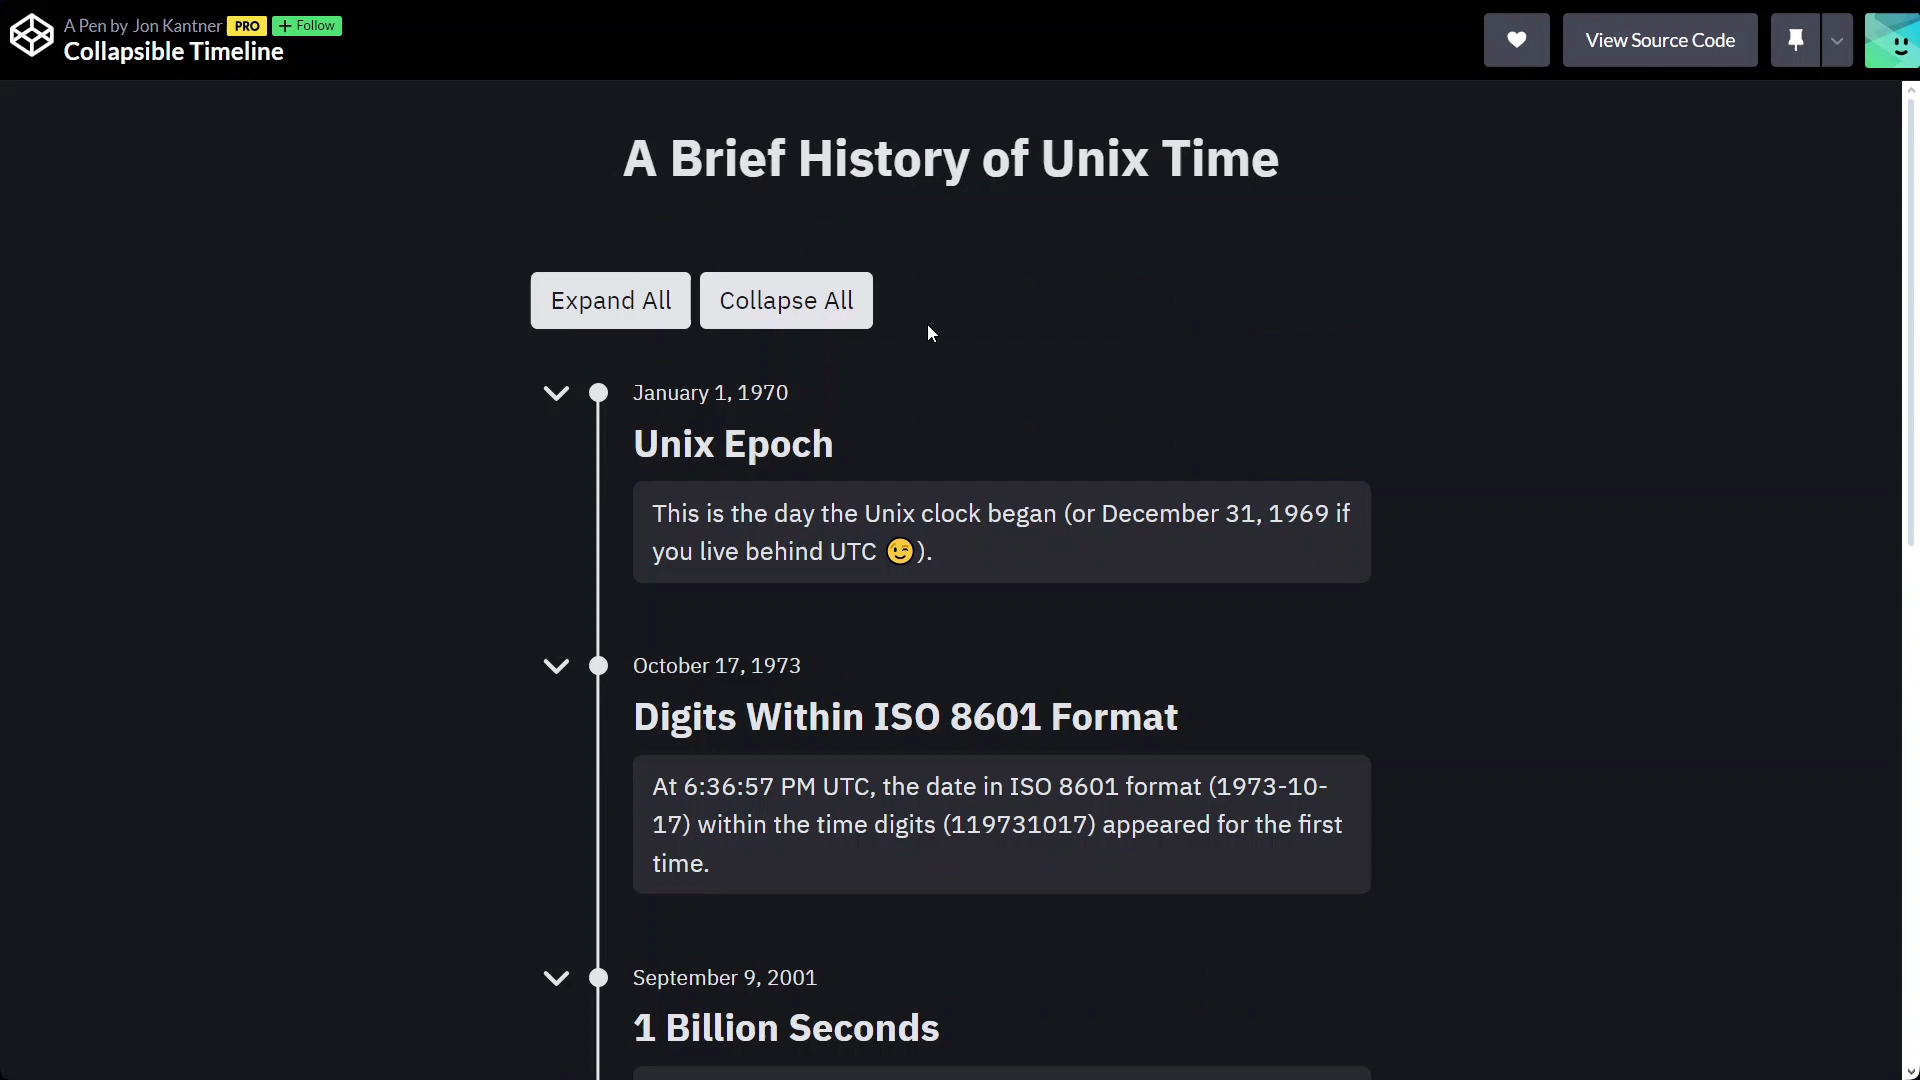 A Pen by Jon Kantner PRO + Follow
Collapsible Timeline
View Source Code
A Brief History of Unix Time
Expand All Collapse All
January 1, 1970
Unix Epoch
This is the day the Unix clock began (or December 31, 1969 if
you live behind UTC 😉).
October 17, 1973
Digits Within ISO 8601 Format
At 6:36:57 PM UTC, the date in ISO 8601 format (1973-10-
17) within the time digits (119731017) appeared for the first
time.
September 9, 2001
1 Billion Seconds